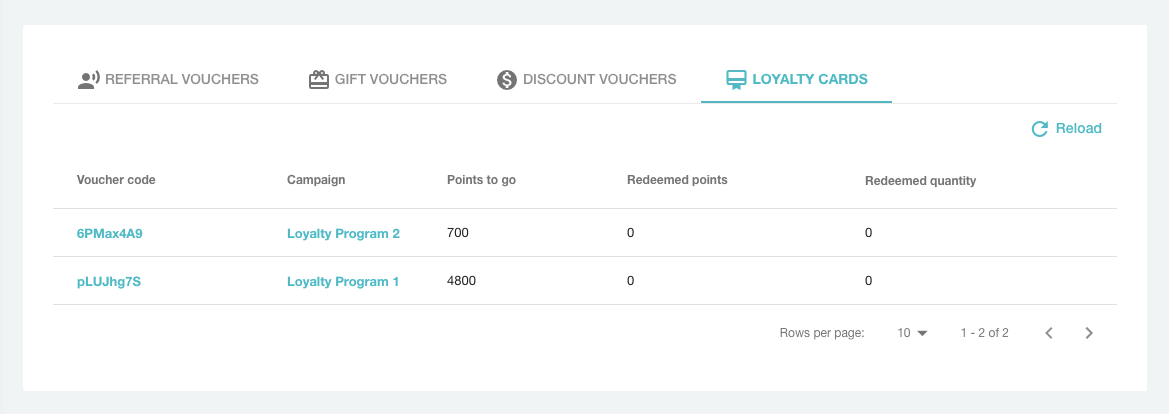 REFERRAL VOUCHERS GIFT VOUCHERS DISCOUNT VOUCHERS LOYALTY CARDS
Reload
Voucher code Campaign Points to go Redeemed points Redeemed quantity
6PMax4A9 Loyalty Program 2 700 0 0
pLUJhg7S Loyalty Program 1 4800 0 0
Rows per page: 10 1 - 2 of 2